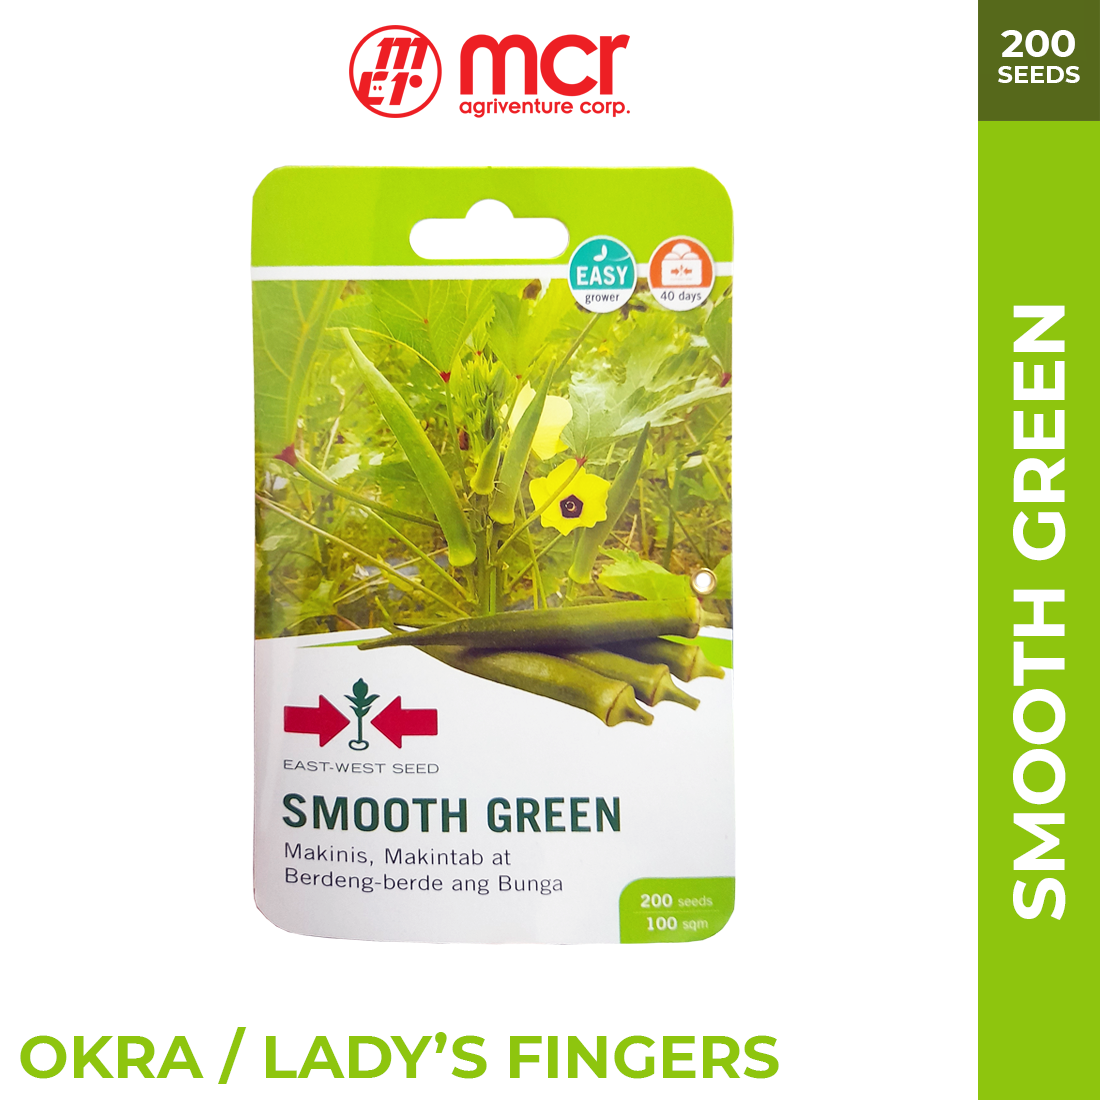 mcr
mcr
agriventure corp.
200
SEEDS
EASY
grower
40 days
SMOOTH GREEN
EAST-WEST SEED
SMOOTH GREEN
Makinis, Makintab at
Berdeng-berde ang Bunga
200 seeds
100 sqm
OKRA / LADY’S FINGERS